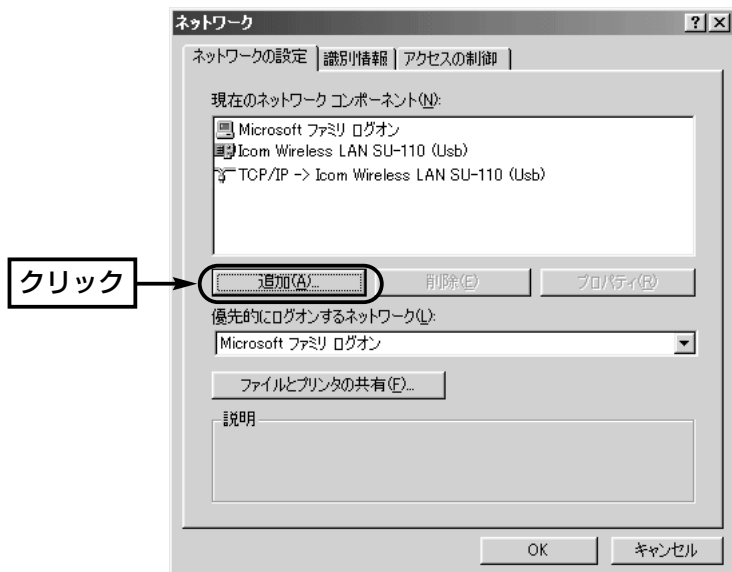 ネットワーク
ネットワークの設定 識別情報 アクセスの制御
現在のネットワーク コンポーネント(N):
Microsoft ファミリ ログオン
Icom Wireless LAN SU-110 (Usb)
TCP/IP -> Icom Wireless LAN SU-110 (Usb)
クリック
追加(A)... 削除(E) プロパティ(R)
優先的にログオンするネットワーク(L):
Microsoft ファミリ ログオン
ファイルとプリンタの共有(F)...
説明
OK キャンセル